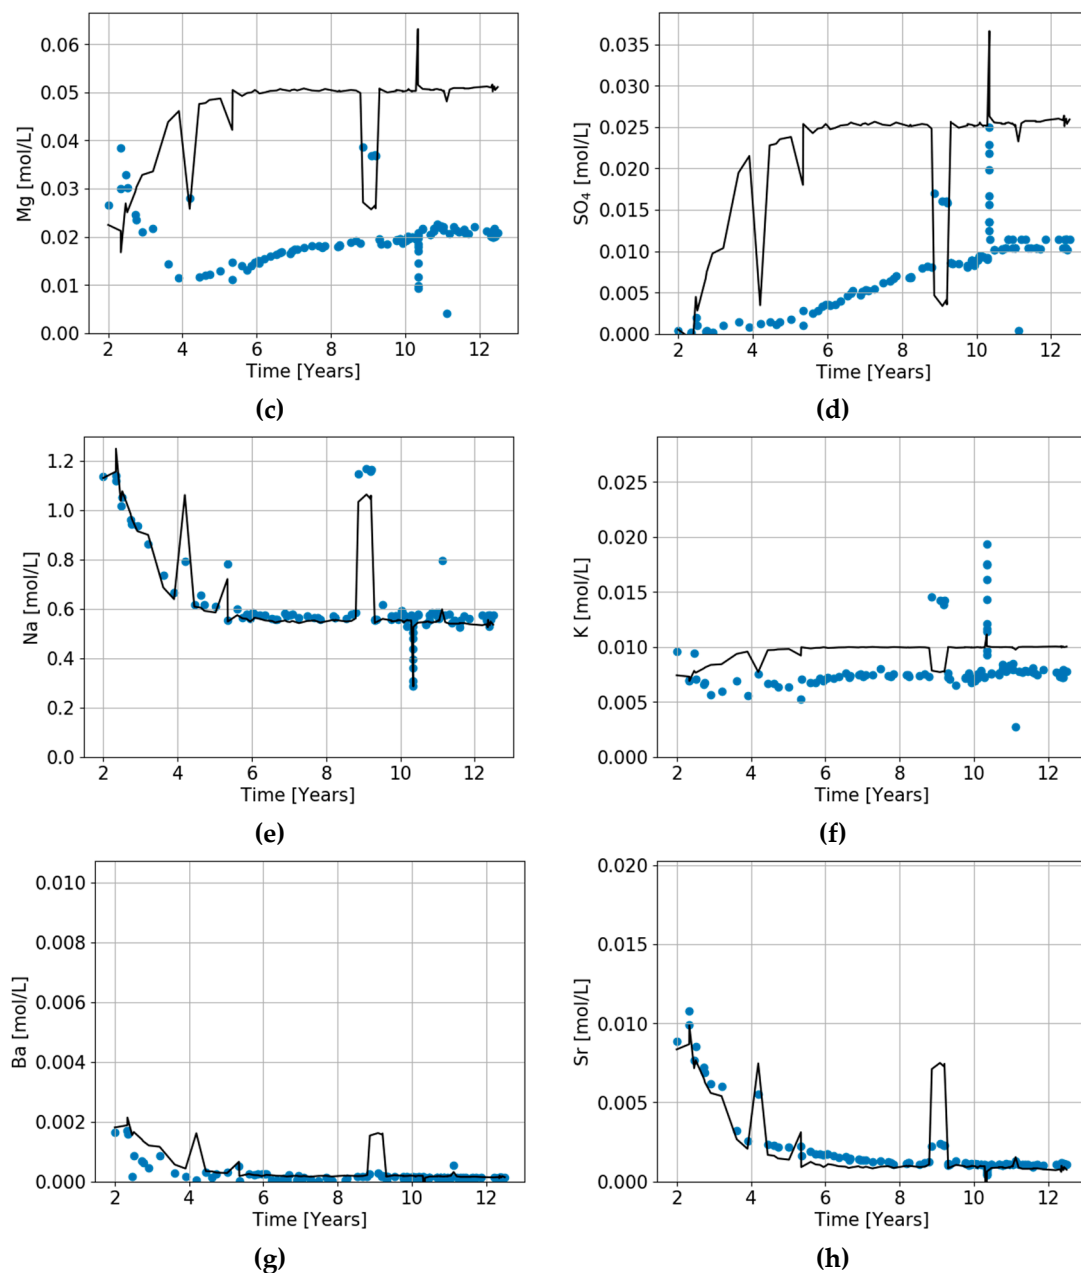 0.06
0.05
0.04
0.03
0.02
0.01
0.00
Mg [mol/L]
2 4 6 8 10 12
Time [Years]
(c)
0.035
0.030
0.025
0.020
0.015
0.010
0.005
0.000
SO₄ [mol/L]
2 4 6 8 10 12
Time [Years]
(d)
1.2
1.0
0.8
0.6
0.4
0.2
0.0
Na [mol/L]
2 4 6 8 10 12
Time [Years]
(e)
0.025
0.020
0.015
0.010
0.005
0.000
K [mol/L]
2 4 6 8 10 12
Time [Years]
(f)
0.010
0.008
0.006
0.004
0.002
0.000
Ba [mol/L]
2 4 6 8 10 12
Time [Years]
(g)
0.020
0.015
0.010
0.005
0.000
Sr [mol/L]
2 4 6 8 10 12
Time [Years]
(h)